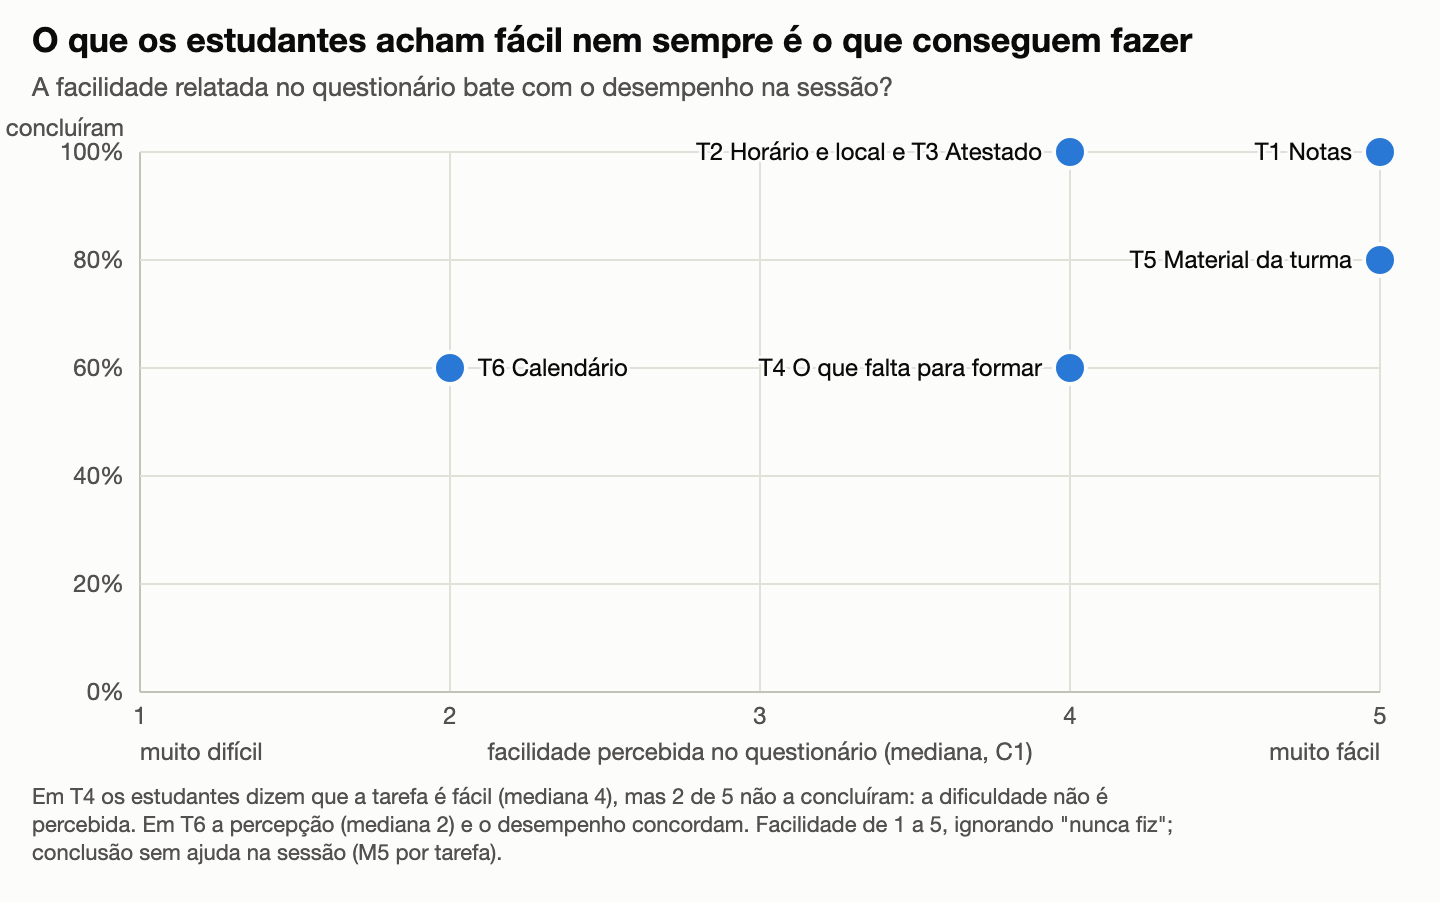 O que os estudantes acham fácil nem sempre é o que conseguem fazer
A facilidade relatada no questionário bate com o desempenho na sessão?
concluíram
100%
T2 Horário e local e T3 Atestado
T1 Notas
80%
T5 Material da turma
60%
T6 Calendário
T4 O que falta para formar
40%
20%
0%
1
2
3
4
5
muito difícil
facilidade percebida no questionário (mediana, C1)
muito fácil
Em T4 os estudantes dizem que a tarefa é fácil (mediana 4), mas 2 de 5 não a concluíram: a dificuldade não é
percebida. Em T6 a percepção (mediana 2) e o desempenho concordam. Facilidade de 1 a 5, ignorando "nunca fiz";
conclusão sem ajuda na sessão (M5 por tarefa).